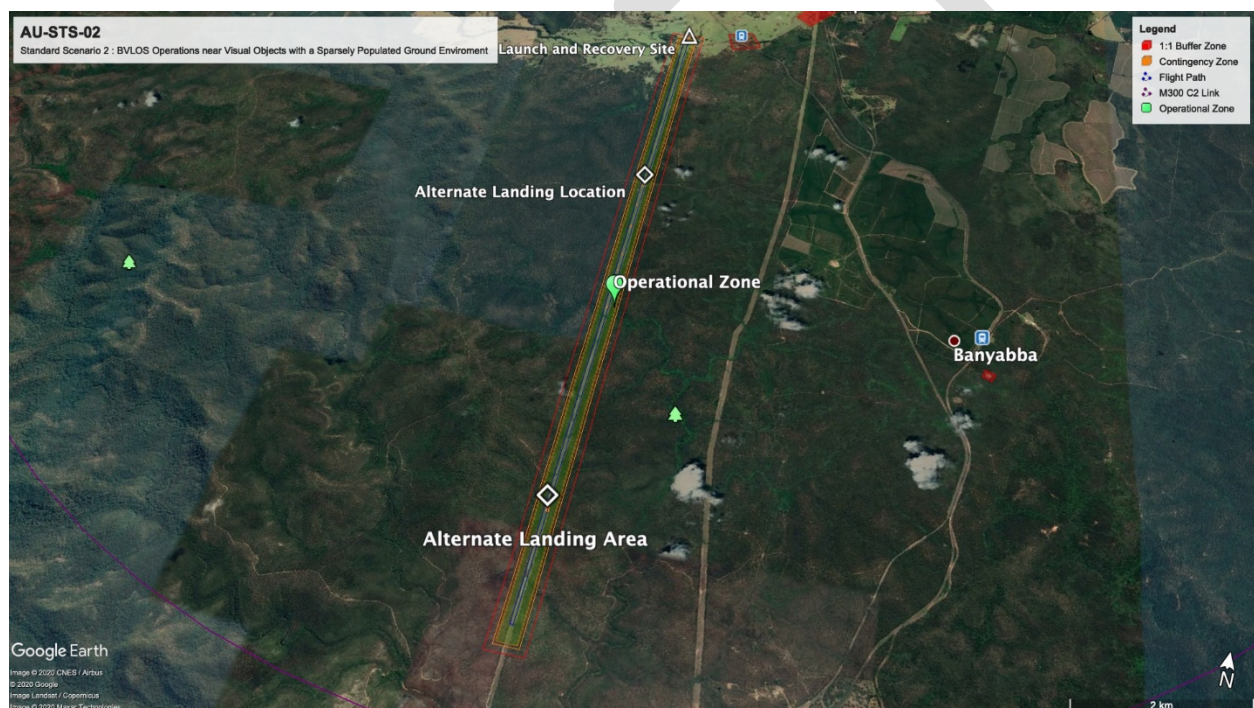 AU-STS-02
Standard Scenario 2 : BVLOS Operations near Visual Objects with a Sparsely Populated Ground Enviroment
Legend
1:1 Buffer Zone
Contingency Zone
Flight Path
M300 C2 Link
Operational Zone
Launch and Recovery Site
Alternate Landing Location
Operational Zone
Banyabba
Alternate Landing Area
Google Earth
Image © 2020 CNES / Airbus
© 2020 Google
Image Landsat / Copernicus
Image © 2020 Maxar Technologies
N
2 km